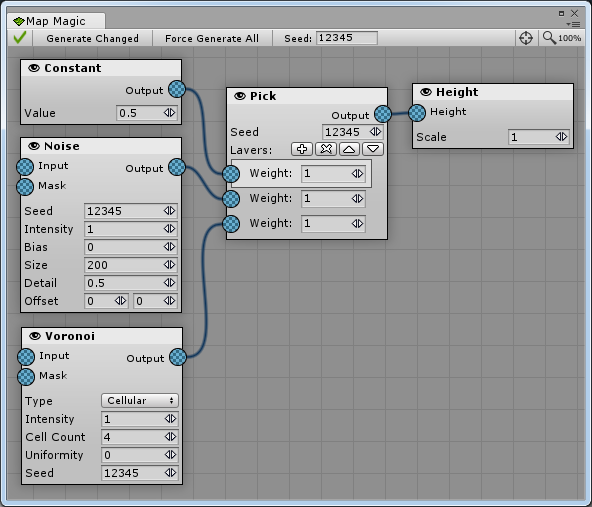 Map Magic
Generate Changed Force Generate All Seed: 12345 100%
Constant
Output
Value 0.5
Noise
Input Output
Mask
Seed 12345
Intensity 1
Bias 0
Size 200
Detail 0.5
Offset 0 0
Voronoi
Input Output
Mask
Type Cellular
Intensity 1
Cell Count 4
Uniformity 0
Seed 12345
Pick
Output
Seed 12345
Layers:
Weight: 1
Weight: 1
Weight: 1
Height
Height
Scale 1